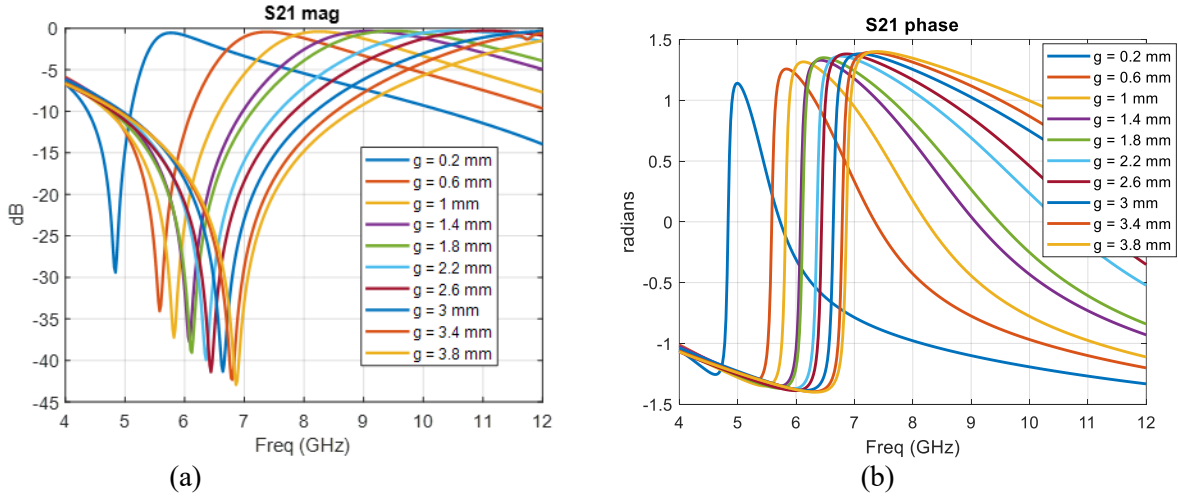 S21 mag
0
-5
-10
-15
-20
-25
-30
-35
-40
-45
dB
4 5 6 7 8 9 10 11 12
Freq (GHz)
g = 0.2 mm
g = 0.6 mm
g = 1 mm
g = 1.4 mm
g = 1.8 mm
g = 2.2 mm
g = 2.6 mm
g = 3 mm
g = 3.4 mm
g = 3.8 mm
(a)
S21 phase
1.5
1
0.5
0
-0.5
-1
-1.5
radians
4 5 6 7 8 9 10 11 12
Freq (GHz)
g = 0.2 mm
g = 0.6 mm
g = 1 mm
g = 1.4 mm
g = 1.8 mm
g = 2.2 mm
g = 2.6 mm
g = 3 mm
g = 3.4 mm
g = 3.8 mm
(b)